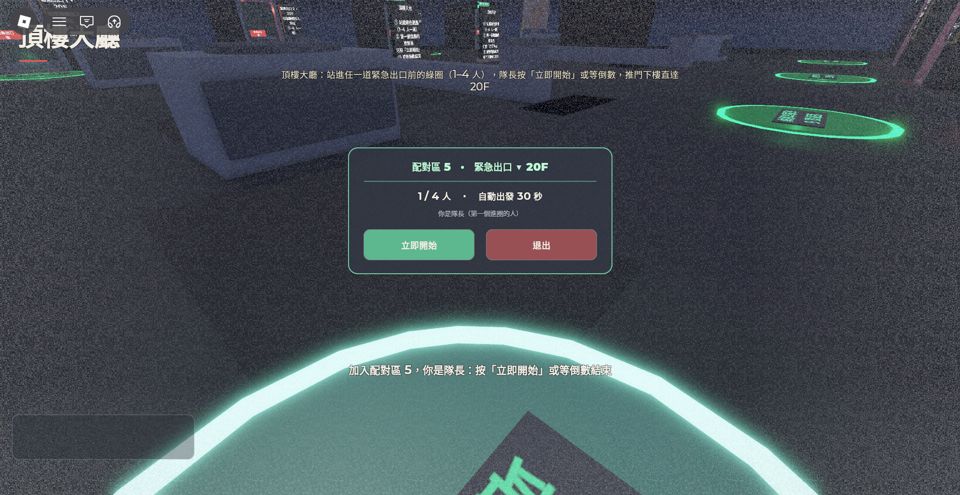 頂樓大廳
頂樓大廳：站進任一道緊急出口前的綠圈（1–4 人），隊長按「立即開始」或等倒數，推門下樓直達
20F
配對區 5 • 緊急出口 ▼ 20F
1 / 4 人 • 自動出發 30 秒
你是隊長（第一個進圈的人）
立即開始
退出
加入配對區 5，你是隊長：按「立即開始」或等倒數結束